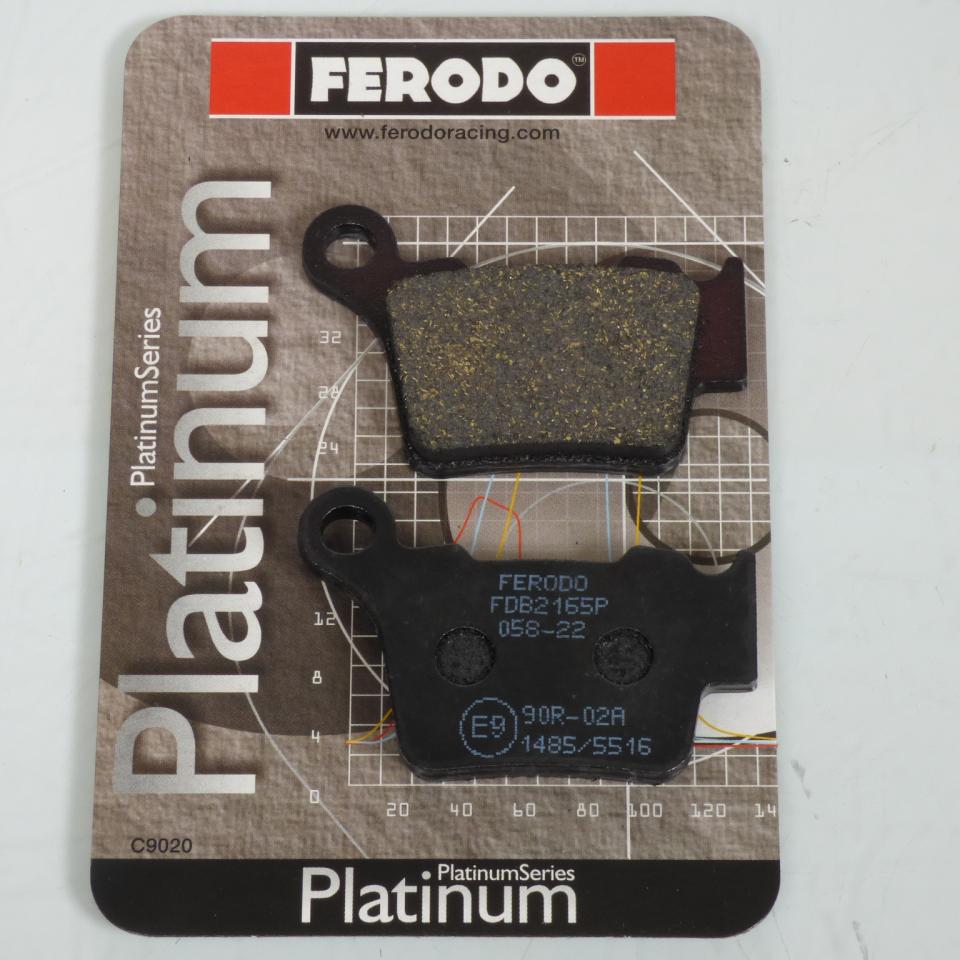 FERODO™
www.ferodoracing.com
PlatinumSeries
Platinum
32
28
24
12
8
4
0
20 40 60 80 100 120 14
FERODO
FDB2165P
058-22
E9
90R-02A
1485/5516
C9020
PlatinumSeries
Platinum